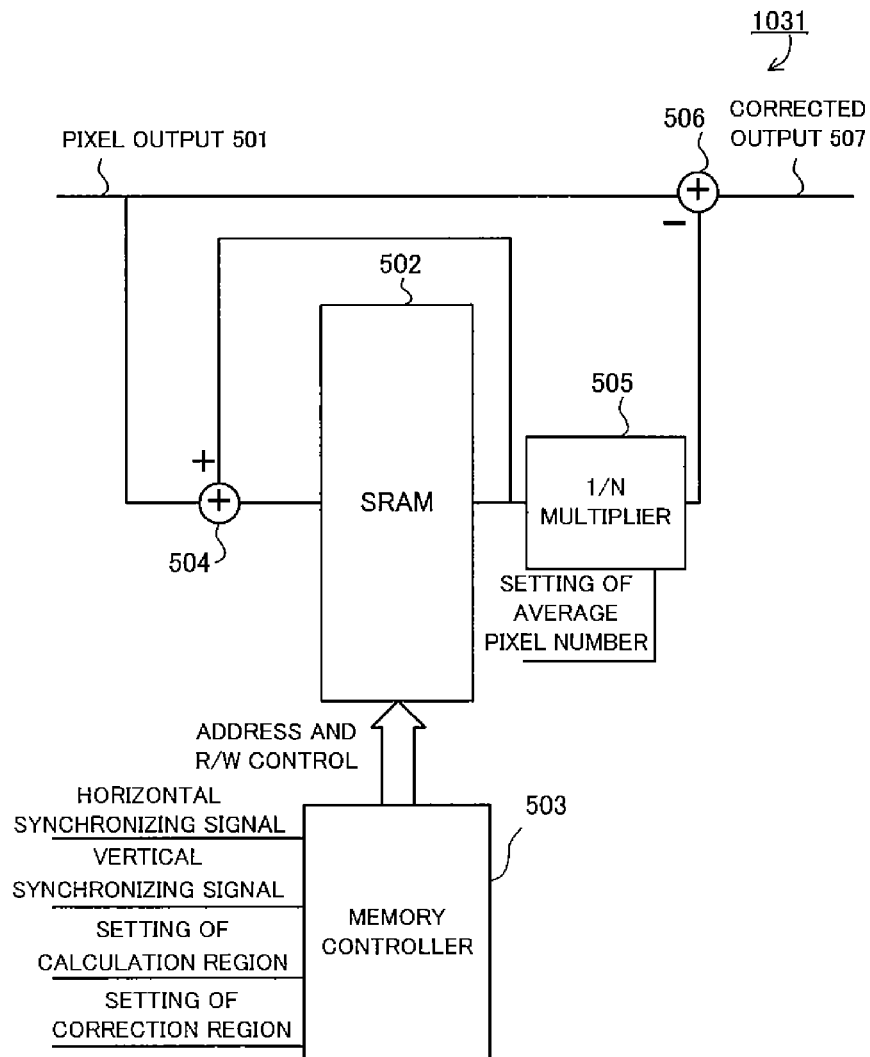 1031
PIXEL OUTPUT 501
506
CORRECTED
OUTPUT 507
+
−
502
505
+
+
504
SRAM
1/N
MULTIPLIER
SETTING OF
AVERAGE
PIXEL NUMBER
ADDRESS AND
R/W CONTROL
HORIZONTAL
SYNCHRONIZING SIGNAL
VERTICAL
SYNCHRONIZING SIGNAL
SETTING OF
CALCULATION REGION
SETTING OF
CORRECTION REGION
503
MEMORY
CONTROLLER